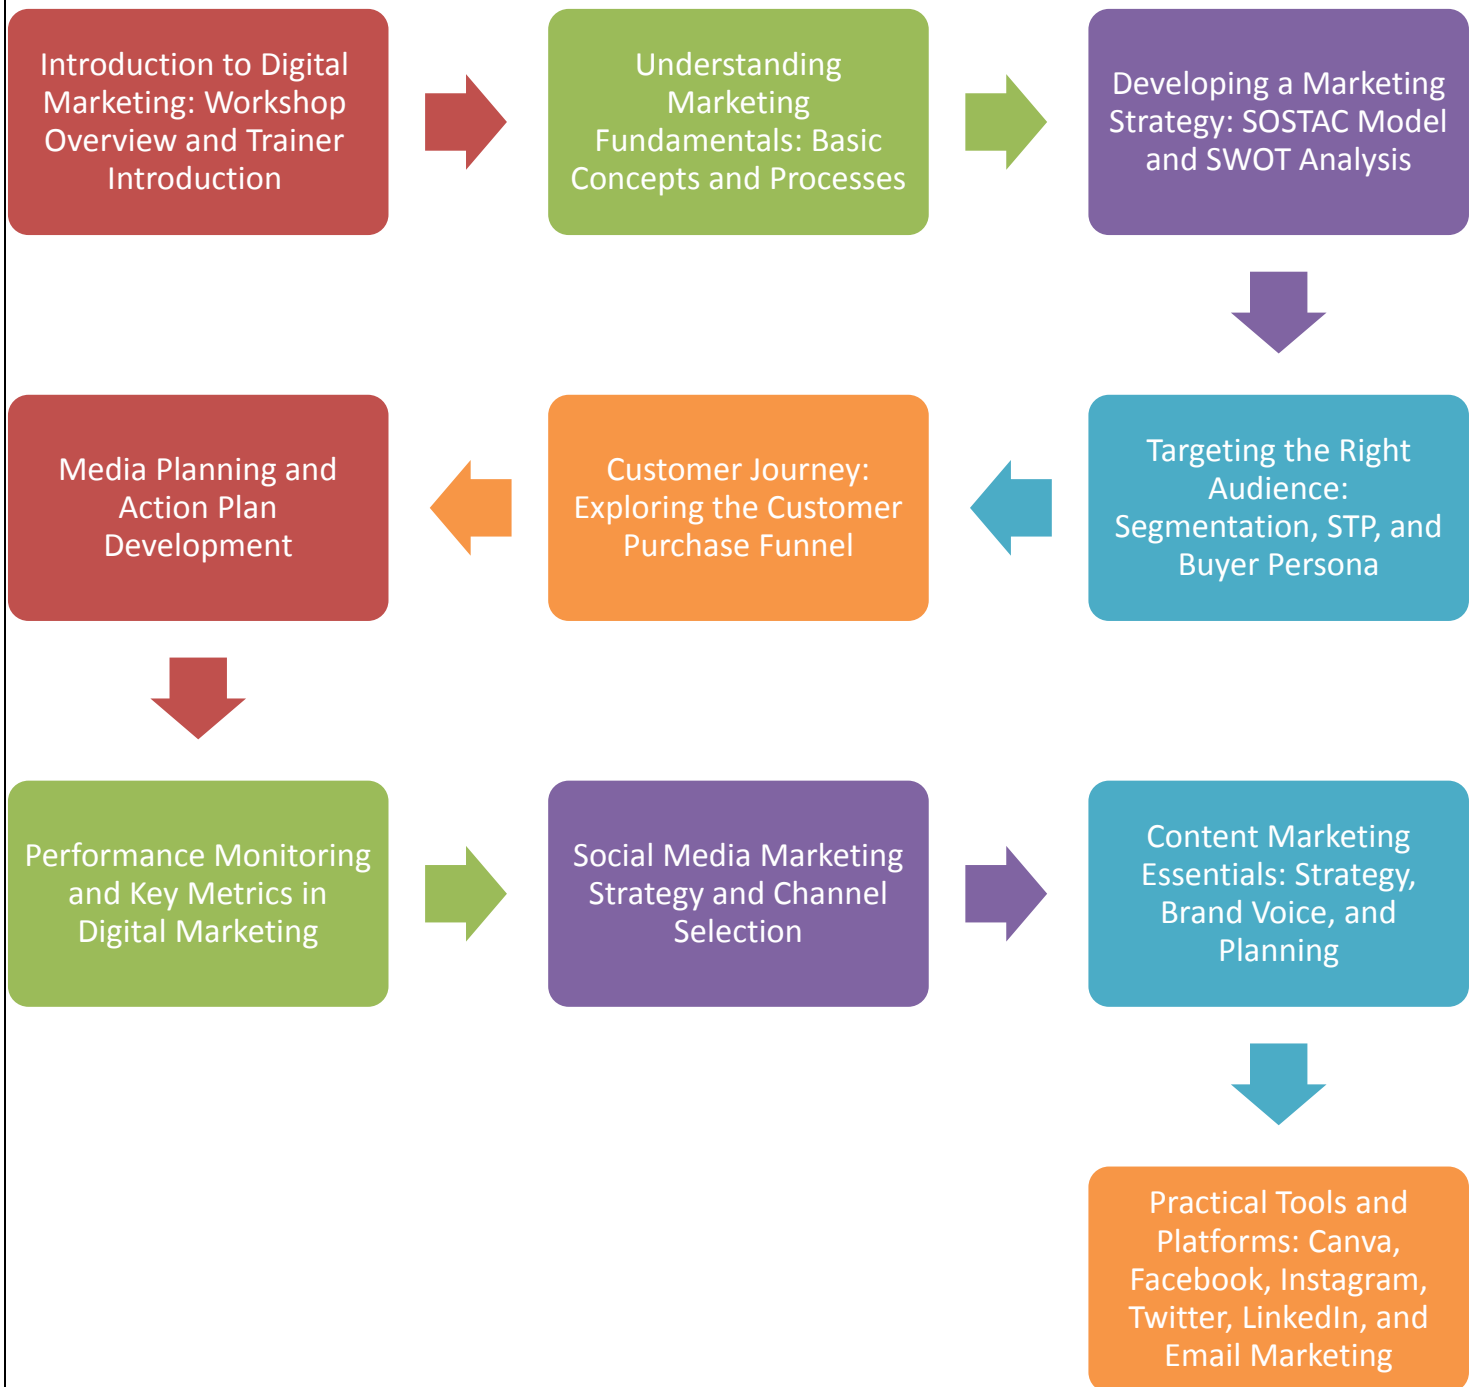 Introduction to Digital
Marketing: Workshop
Overview and Trainer
Introduction
Understanding
Marketing
Fundamentals: Basic
Concepts and Processes
Developing a Marketing
Strategy: SOSTAC Model
and SWOT Analysis
Targeting the Right
Audience:
Segmentation, STP, and
Buyer Persona
Customer Journey:
Exploring the Customer
Purchase Funnel
Media Planning and
Action Plan
Development
Performance Monitoring
and Key Metrics in
Digital Marketing
Social Media Marketing
Strategy and Channel
Selection
Content Marketing
Essentials: Strategy,
Brand Voice, and
Planning
Practical Tools and
Platforms: Canva,
Facebook, Instagram,
Twitter, LinkedIn, and
Email Marketing